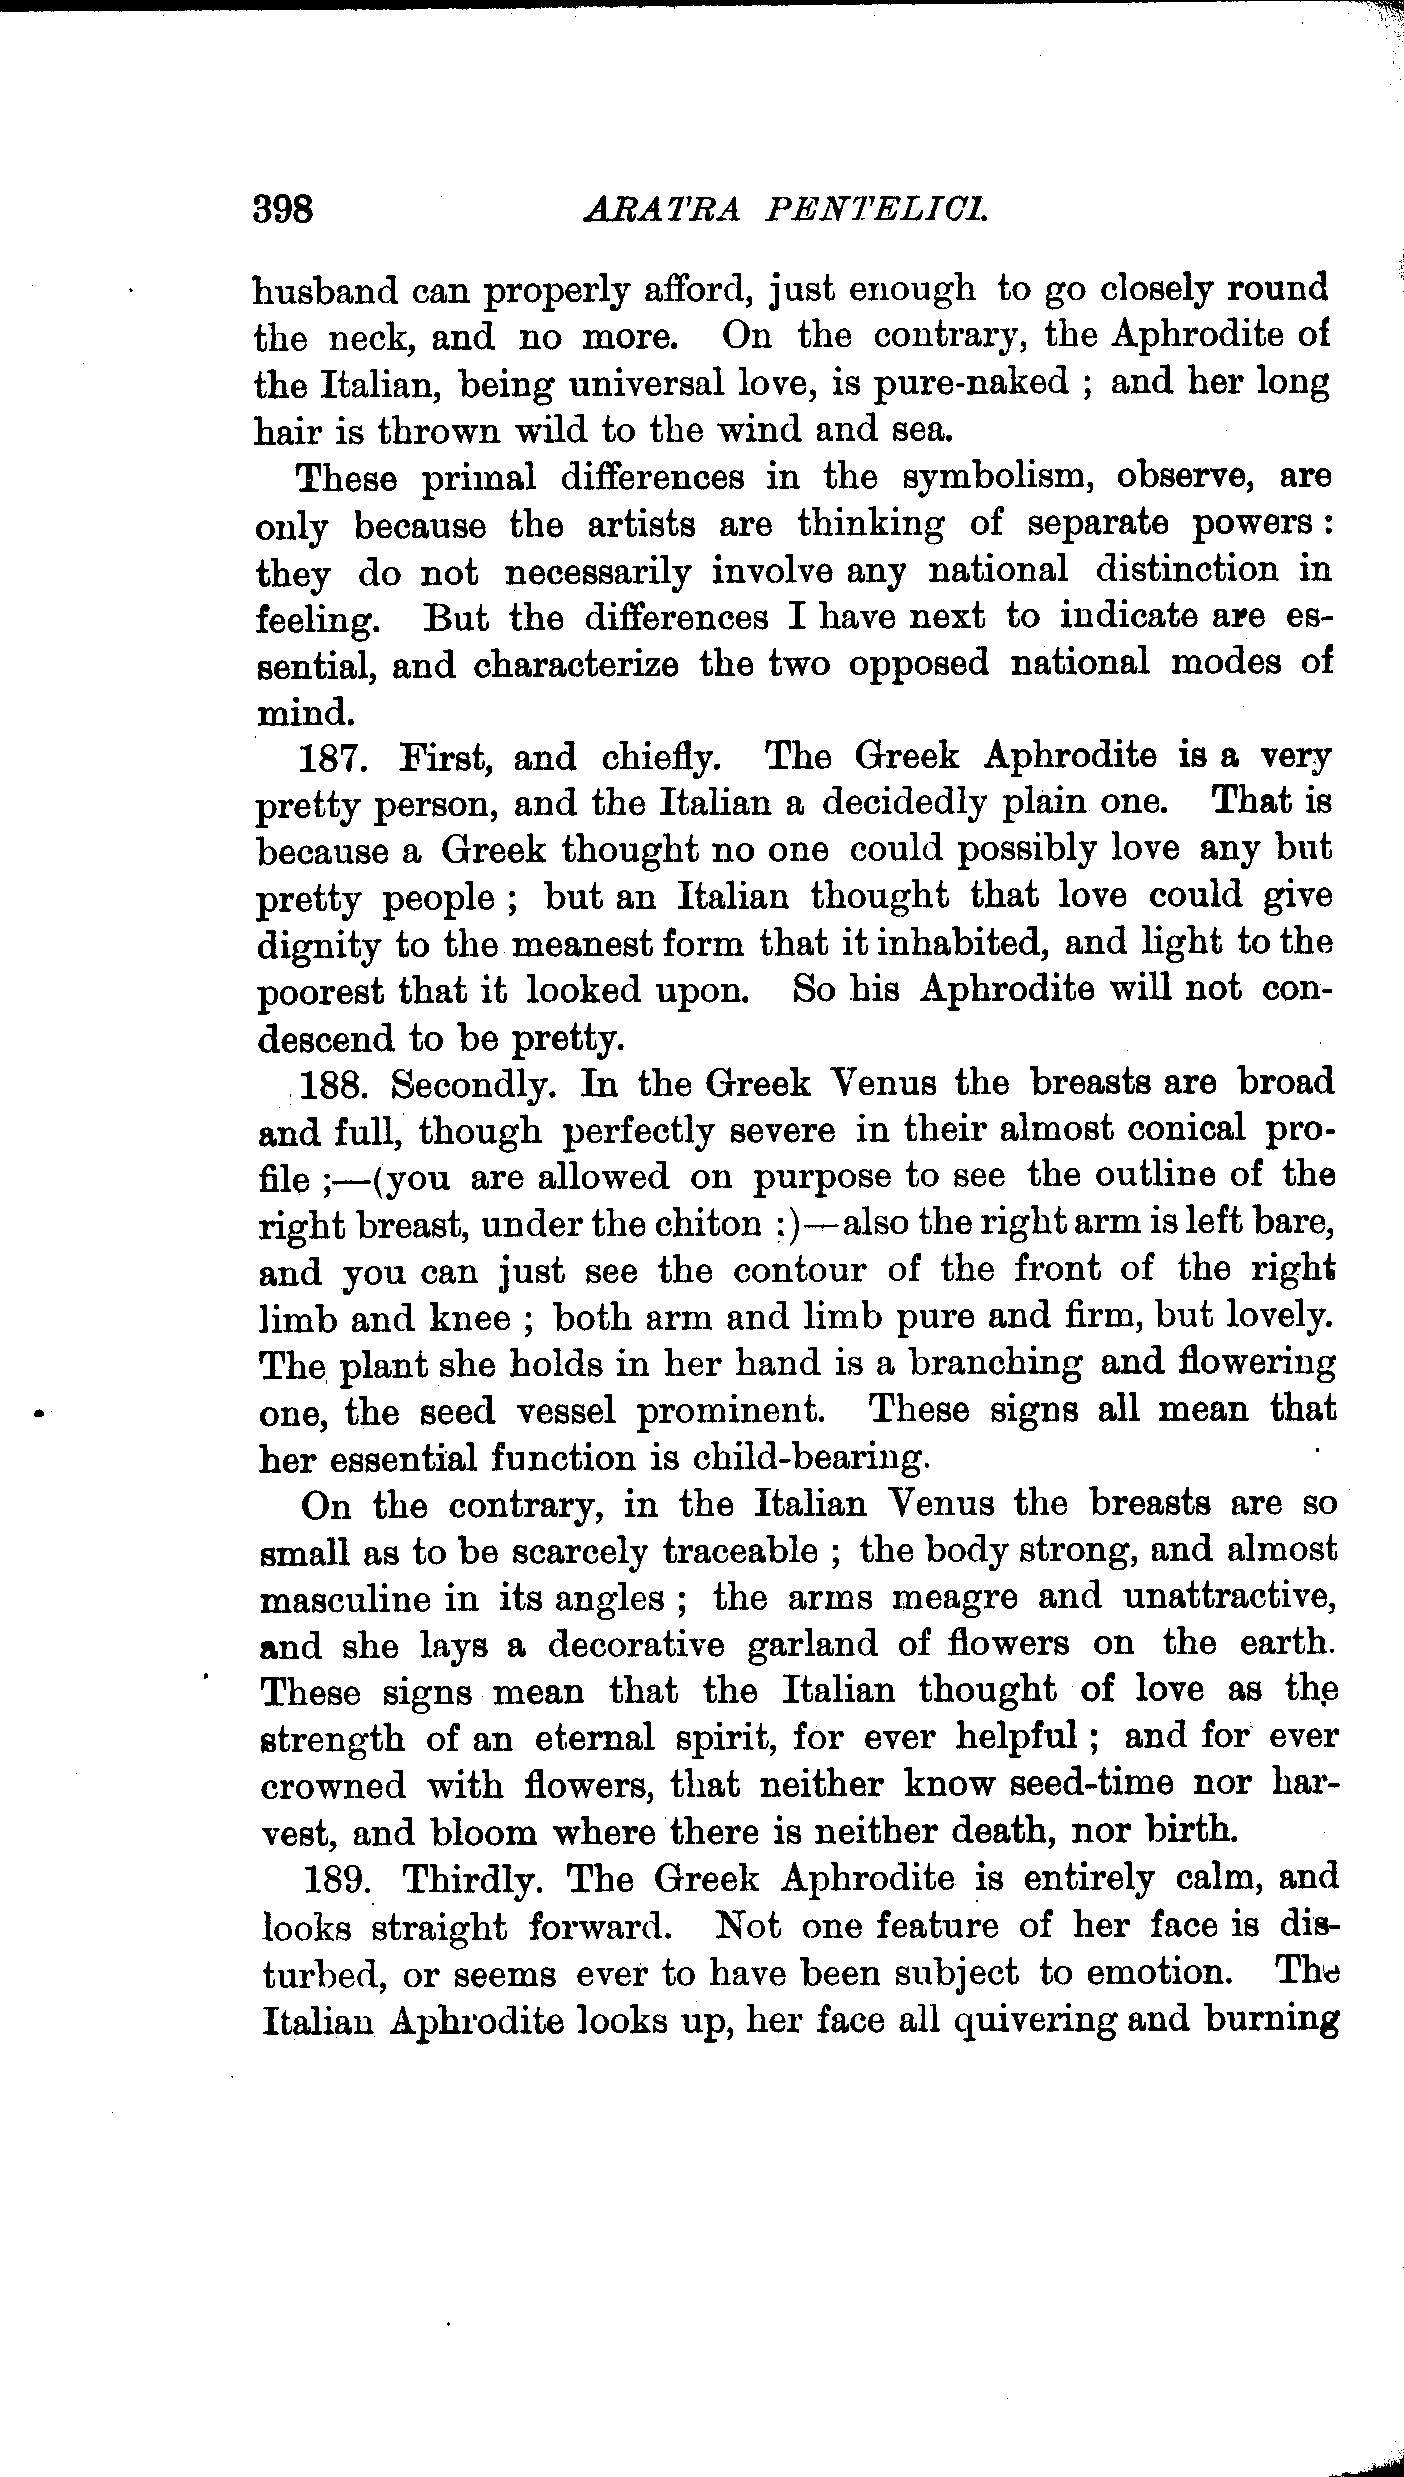 398 ARATRA PENTELICI.
husband can properly afford, just enough to go closely round
the neck, and no more. On the contrary, the Aphrodite of
the Italian, being universal love, is pure-naked ; and her long
hair is thrown wild to the wind and sea.
These primal differences in the symbolism, observe, are
only because the artists are thinking of separate powers :
they do not necessarily involve any national distinction in
feeling. But the differences I have next to indicate are es-
sential, and characterize the two opposed national modes of
mind.
187. First, and chiefly. The Greek Aphrodite is a very
pretty person, and the Italian a decidedly plain one. That is
because a Greek thought no one could possibly love any but
pretty people ; but an Italian thought that love could give
dignity to the meanest form that it inhabited, and light to the
poorest that it looked upon. So his Aphrodite will not con-
descend to be pretty.
188. Secondly. In the Greek Venus the breasts are broad
and full, though perfectly severe in their almost conical pro-
file ;—(you are allowed on purpose to see the outline of the
right breast, under the chiton :)—also the right arm is left bare,
and you can just see the contour of the front of the right
limb and knee ; both arm and limb pure and firm, but lovely.
The plant she holds in her hand is a branching and flowering
one, the seed vessel prominent. These signs all mean that
her essential function is child-bearing.
On the contrary, in the Italian Venus the breasts are so
small as to be scarcely traceable ; the body strong, and almost
masculine in its angles ; the arms meagre and unattractive,
and she lays a decorative garland of flowers on the earth.
These signs mean that the Italian thought of love as the
strength of an eternal spirit, for ever helpful ; and for ever
crowned with flowers, that neither know seed-time nor har-
vest, and bloom where there is neither death, nor birth.
189. Thirdly. The Greek Aphrodite is entirely calm, and
looks straight forward. Not one feature of her face is dis-
turbed, or seems ever to have been subject to emotion. The
Italian Aphrodite looks up, her face all quivering and burning